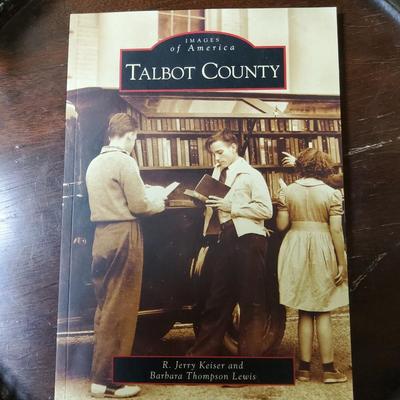 IMAGES
of America
TALBOT COUNTY
R. Jerry Keiser and
Barbara Thompson Lewis